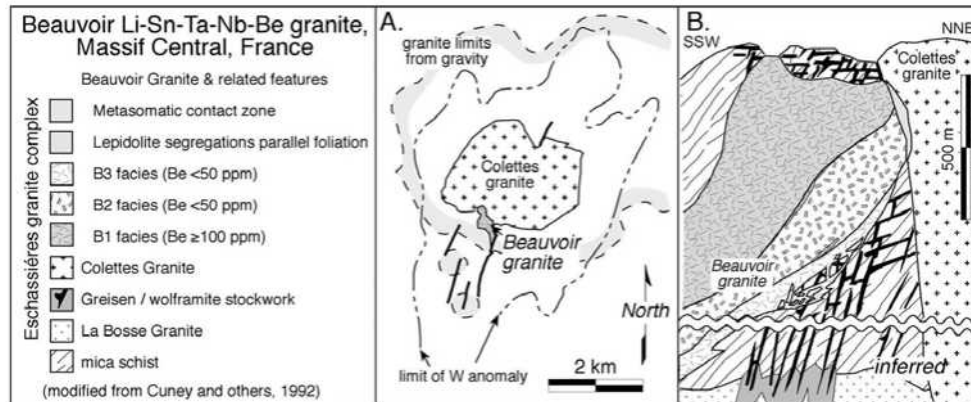 Beauvoir Li-Sn-Ta-Nb-Be granite,
Massif Central, France
Beauvoir Granite & related features
Eschassiéres granite complex
Metasomatic contact zone
Lepidolite segregations parallel foliation
B3 facies (Be <50 ppm)
B2 facies (Be <50 ppm)
B1 facies (Be ≥100 ppm)
Colettes Granite
Greisen / wolframite stockwork
La Bosse Granite
mica schist
(modified from Cuney and others, 1992)
A.
granite limits
from gravity
Colettes
granite
Beauvoir
granite
North
limit of W anomaly
2 km
B.
SSW
NNE
Colettes
granite
500 m
Beauvoir
granite
inferred